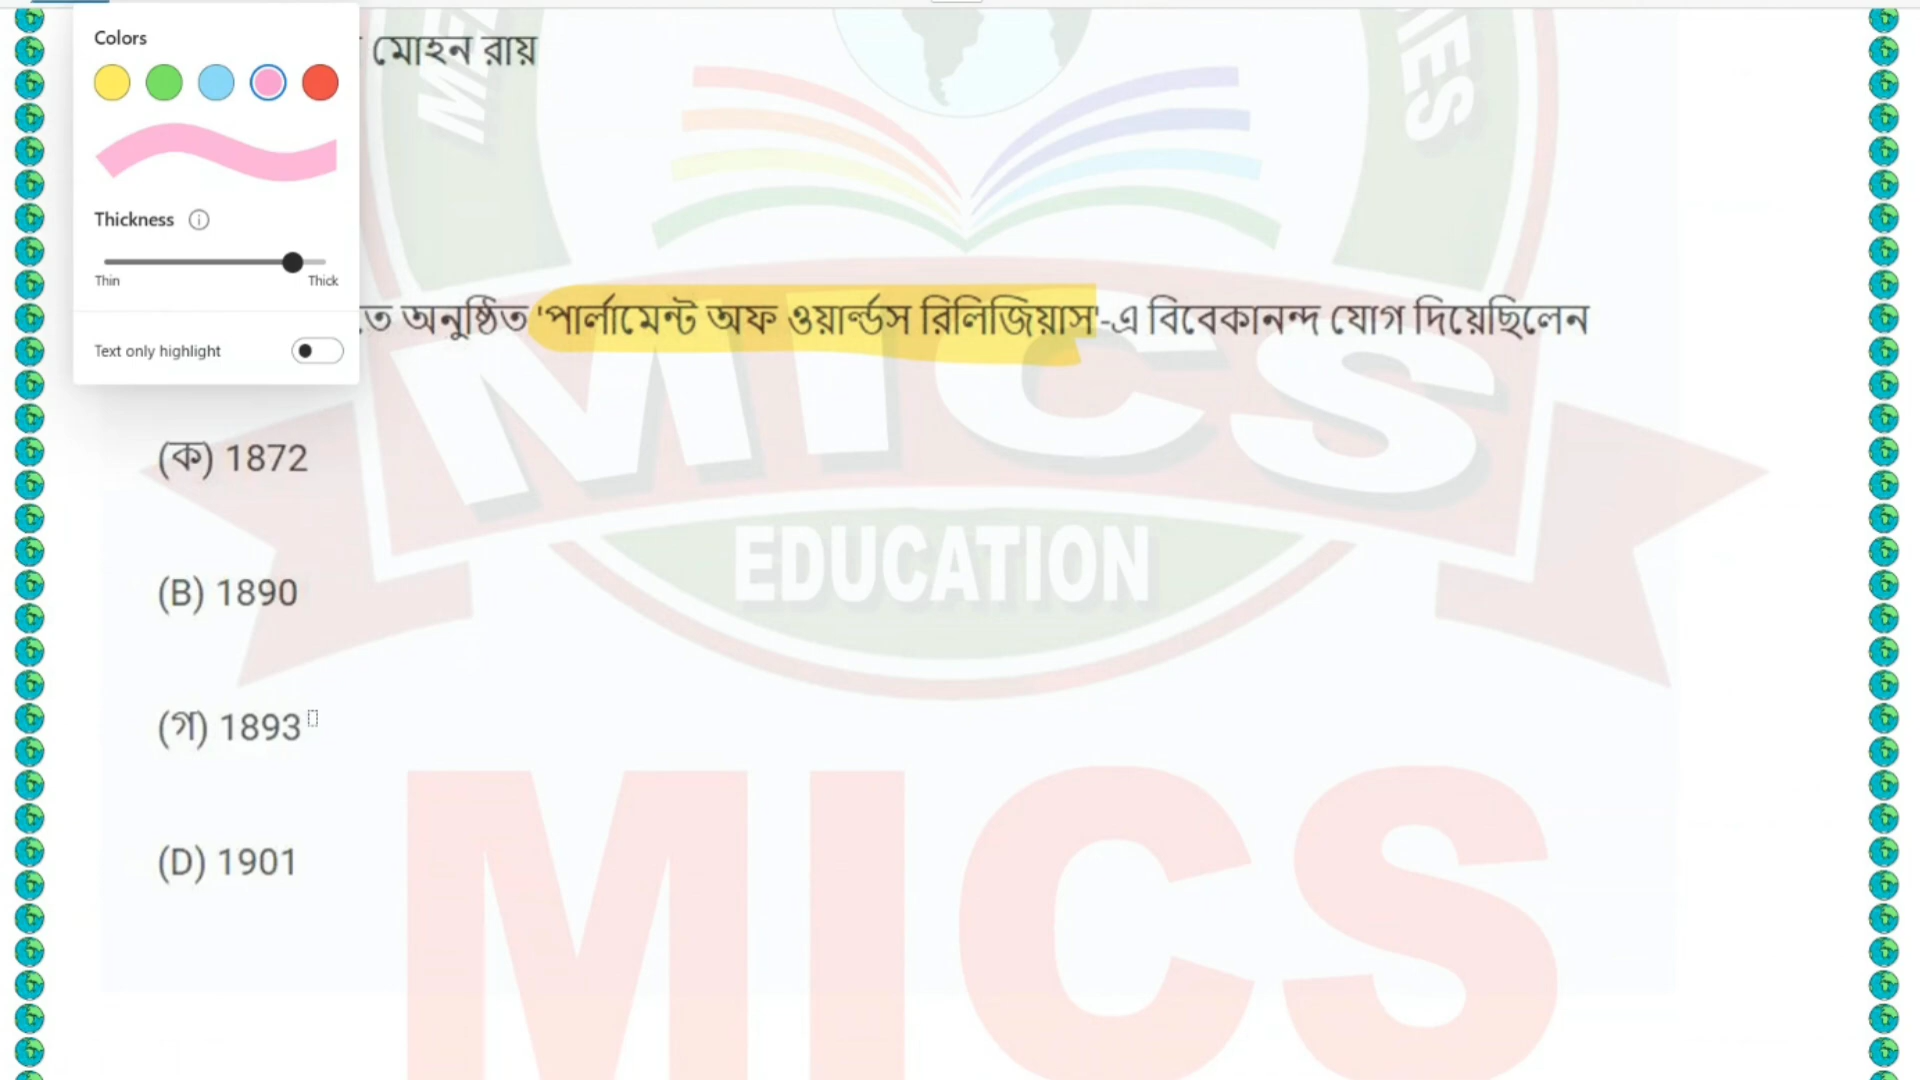 Colors
মোহন রায়
Thickness
Thin Thick
তে অনুষ্ঠিত 'পার্লামেন্ট অফ ওয়ার্ল্ডস রিলিজিয়াস'-এ বিবেকানন্দ যোগ দিয়েছিলেন
Text only highlight
MICS
(ক) 1872
EDUCATION
(B) 1890
(গ) 1893
(D) 1901
MICS